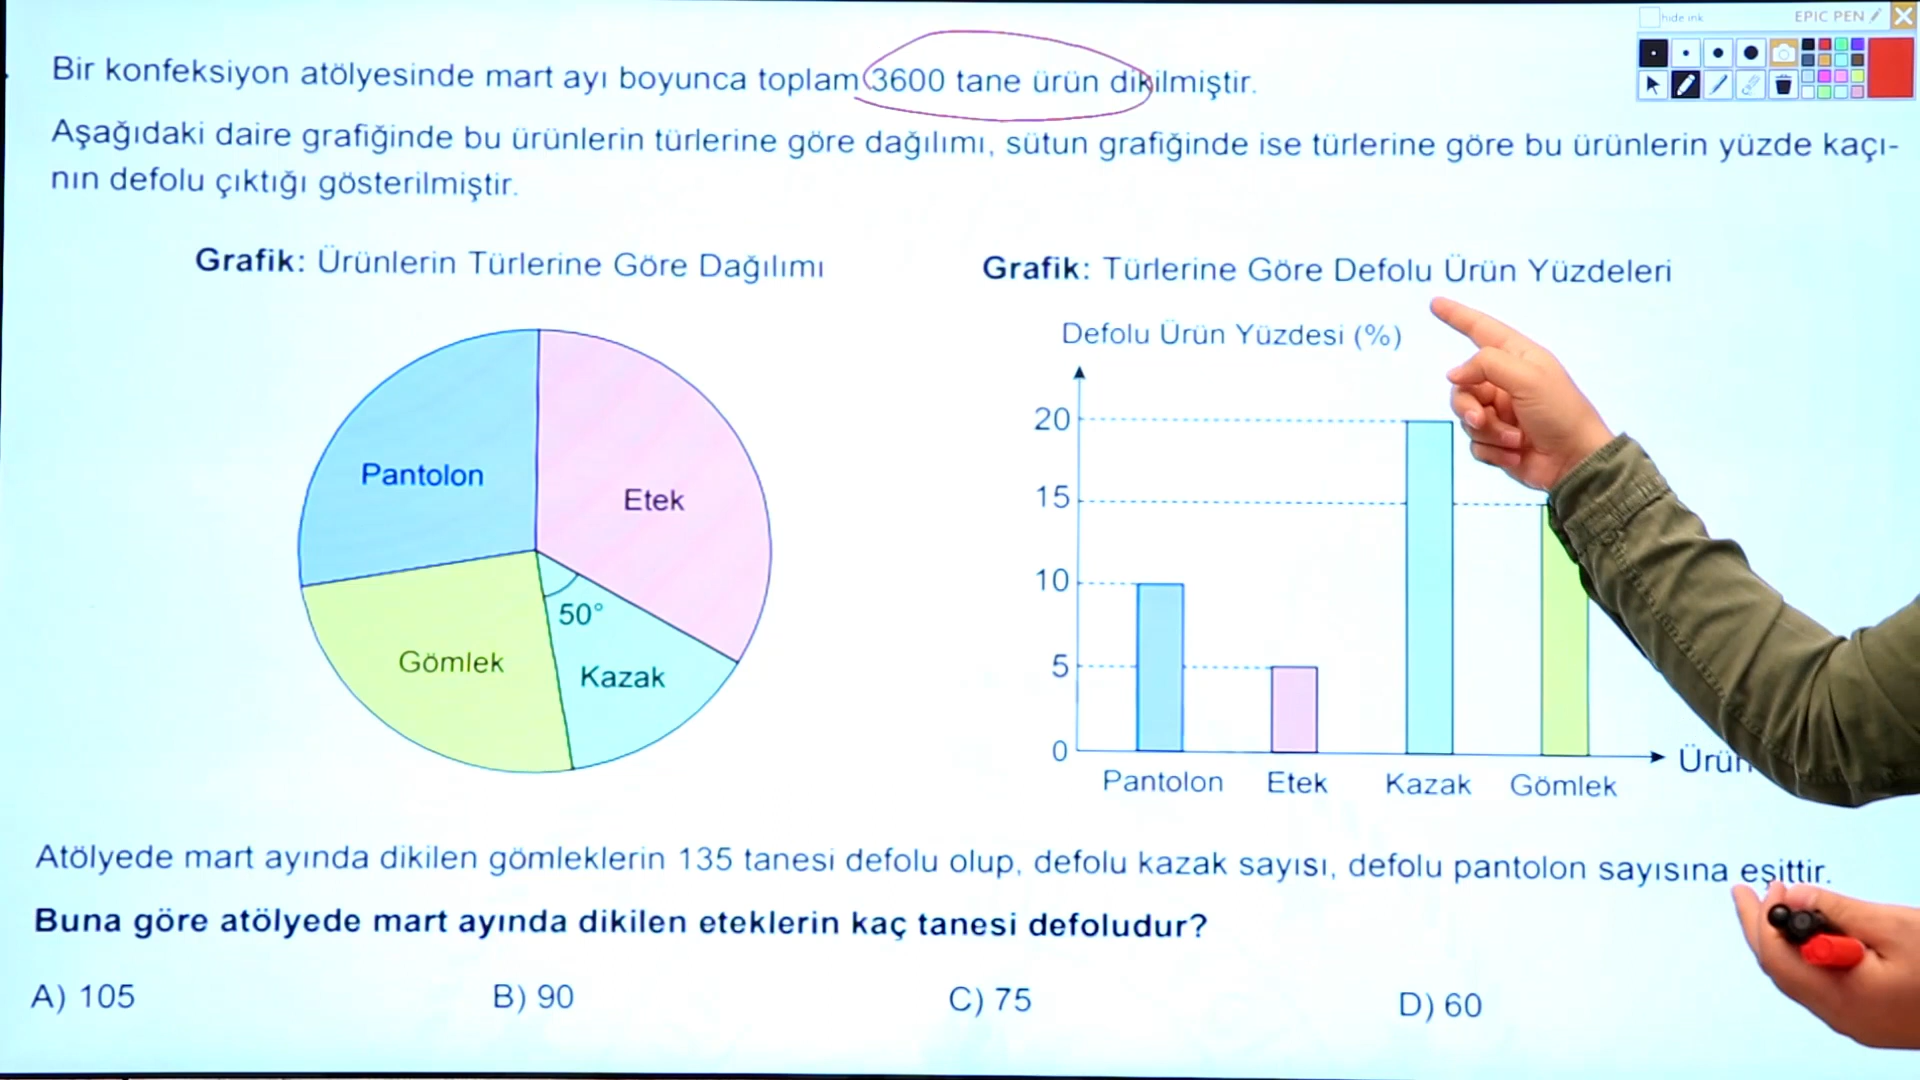 hide ink
EPIC PEN
Bir konfeksiyon atölyesinde mart ayı boyunca toplam 3600 tane ürün dikilmiştir.
Aşağıdaki daire grafiğinde bu ürünlerin türlerine göre dağılımı, sütun grafiğinde ise türlerine göre bu ürünlerin yüzde kaçı-
nın defolu çıktığı gösterilmiştir.
Grafik: Ürünlerin Türlerine Göre Dağılımı
Pantolon
Etek
50°
Gömlek
Kazak
Grafik: Türlerine Göre Defolu Ürün Yüzdeleri
Defolu Ürün Yüzdesi (%)
20
15
10
5
0
Pantolon Etek Kazak Gömlek
Atölyede mart ayında dikilen gömleklerin 135 tanesi defolu olup, defolu kazak sayısı, defolu pantolon sayısına eşittir.
Buna göre atölyede mart ayında dikilen eteklerin kaç tanesi defoludur?
A) 105 B) 90 C) 75 D) 60